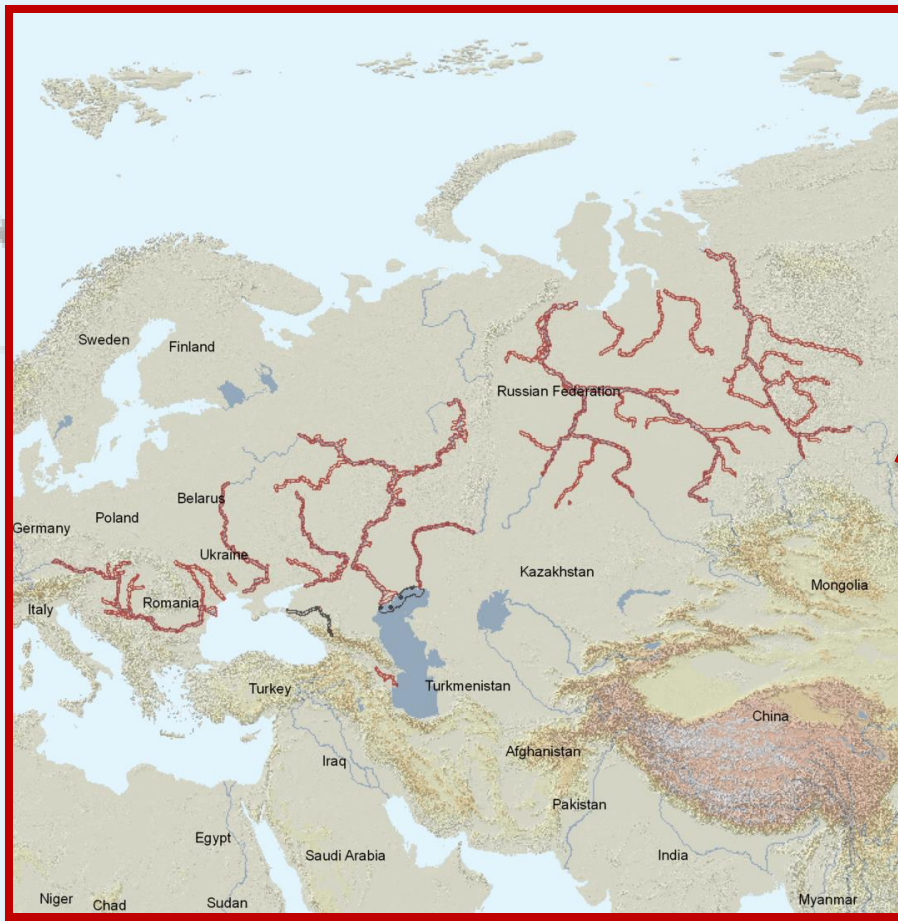 Sweden
Finland
Russian Federation
Belarus
Poland
Germany
Ukraine
Kazakhstan
Mongolia
Italy
Romania
Turkey
Turkmenistan
China
Afghanistan
Iraq
Pakistan
Egypt
Saudi Arabia
India
Niger
Chad
Sudan
Myanmar